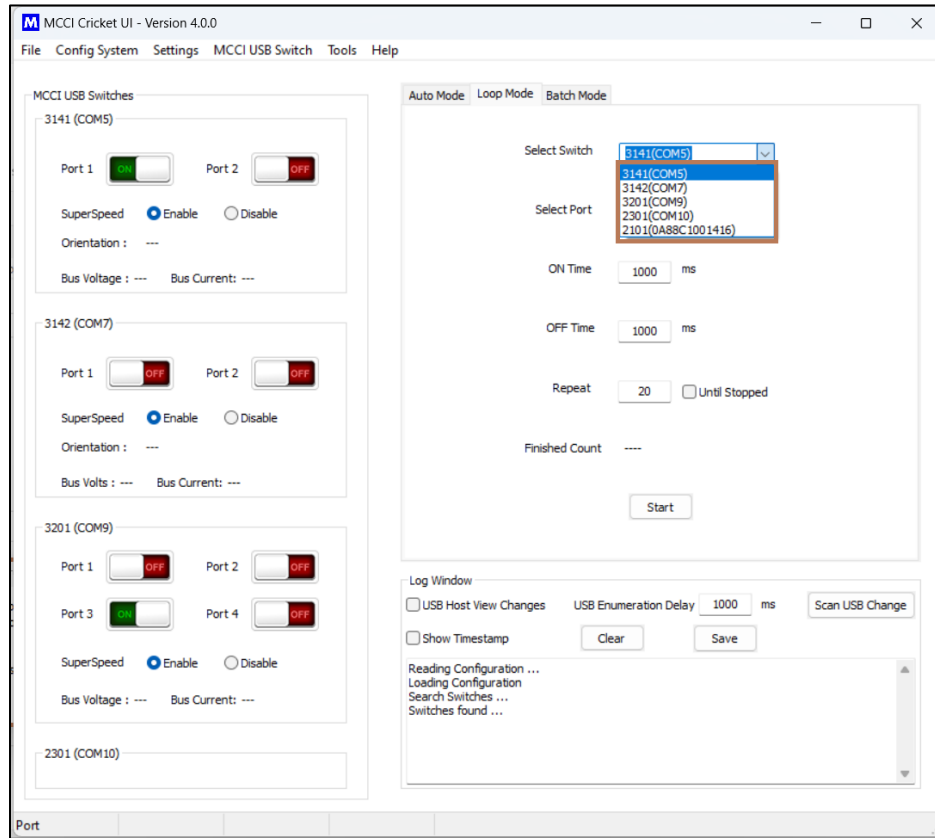 M MCCI Cricket UI - Version 4.0.0
File Config System Settings MCCI USB Switch Tools Help
MCCI USB Switches
3141 (COM5)
Port 1 ON Port 2 OFF
SuperSpeed Enable Disable
Orientation : ---
Bus Voltage : --- Bus Current: ---
3142 (COM7)
Port 1 OFF Port 2 OFF
SuperSpeed Enable Disable
Orientation : ---
Bus Volts : --- Bus Current: ---
3201 (COM9)
Port 1 OFF Port 2 OFF
Port 3 ON Port 4 OFF
SuperSpeed Enable Disable
Bus Voltage : --- Bus Current: ---
2301 (COM10)
Auto Mode Loop Mode Batch Mode
Select Switch 3141(COM5)
3141(COM5)
3142(COM7)
3201(COM9)
2301(COM10)
2101(0A88C1001416)
Select Port
ON Time 1000 ms
OFF Time 1000 ms
Repeat 20 Until Stopped
Finished Count ----
Start
Log Window
USB Host View Changes USB Enumeration Delay 1000 ms Scan USB Change
Show Timestamp Clear Save
Reading Configuration ...
Loading Configuration
Search Switches ...
Switches found ...
Port